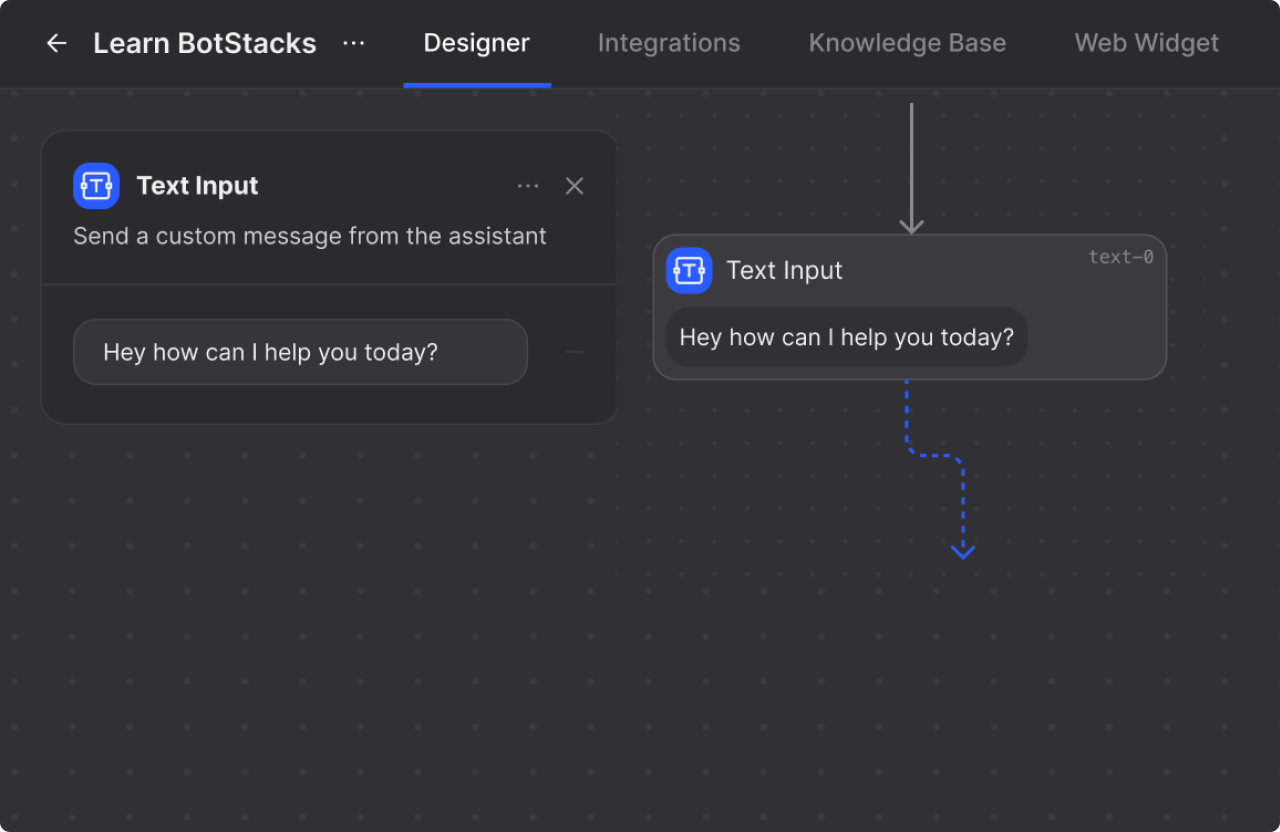 Learn BotStacks
Designer
Integrations
Knowledge Base
Web Widget
Text Input
Send a custom message from the assistant
Hey how can I help you today?
Text Input
text-0
Hey how can I help you today?